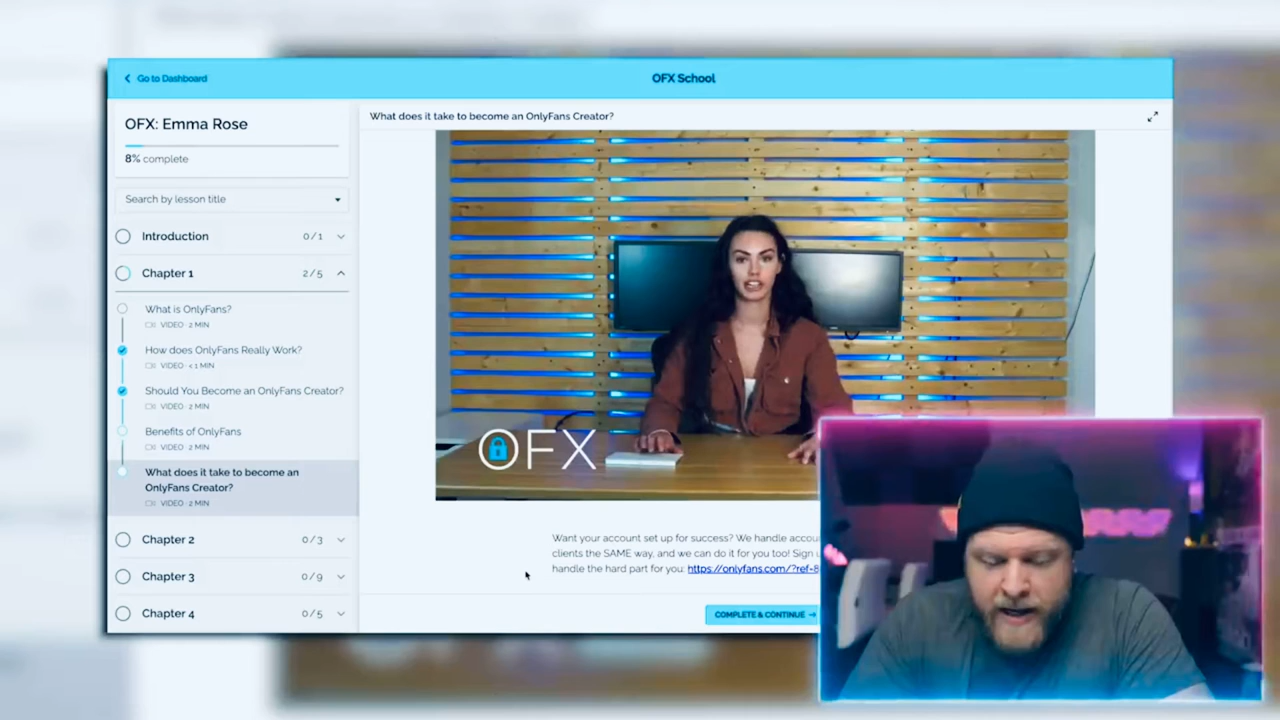 Go to Dashboard
OFX School
OFX: Emma Rose
8% complete
Search by lesson title
Introduction 0/1
Chapter 1 2/5
What is OnlyFans?
VIDEO · 2 MIN
How does OnlyFans Really Work?
VIDEO · < 1 MIN
Should You Become an OnlyFans Creator?
VIDEO · 2 MIN
Benefits of OnlyFans
VIDEO · 2 MIN
What does it take to become an
OnlyFans Creator?
VIDEO · 2 MIN
Chapter 2 0/3
Chapter 3 0/9
Chapter 4 0/5
What does it take to become an OnlyFans Creator?
OFX
Want your account set up for success? We handle
clients the SAME way, and we can do it for you too! Sign
handle the hard part for you: https://onlyfans.com/?ref=8
COMPLETE & CONTINUE →